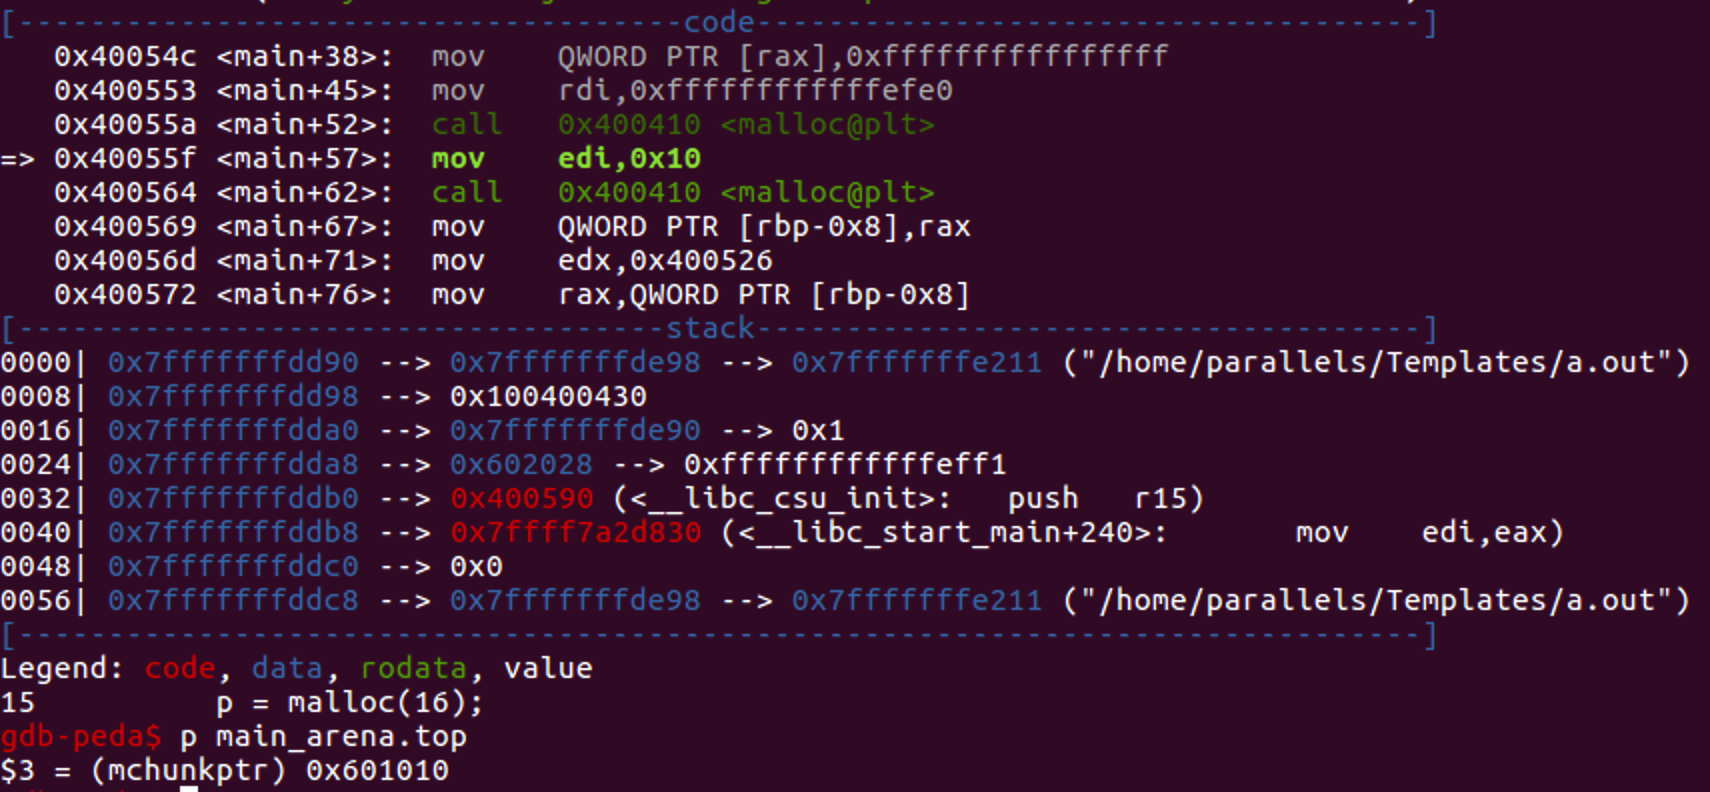 [-------------------------------------code-------------------------------------]
   0x40054c <main+38>:  mov    QWORD PTR [rax],0xffffffffffffffff
   0x400553 <main+45>:  mov    rdi,0xffffffffffffefe0
   0x40055a <main+52>:  call   0x400410 <malloc@plt>
=> 0x40055f <main+57>:  mov    edi,0x10
   0x400564 <main+62>:  call   0x400410 <malloc@plt>
   0x400569 <main+67>:  mov    QWORD PTR [rbp-0x8],rax
   0x40056d <main+71>:  mov    edx,0x400526
   0x400572 <main+76>:  mov    rax,QWORD PTR [rbp-0x8]
[------------------------------------stack-------------------------------------]
0000| 0x7fffffffdd90 --> 0x7fffffffde98 --> 0x7fffffffe211 ("/home/parallels/Templates/a.out")
0008| 0x7fffffffdd98 --> 0x100400430
0016| 0x7fffffffdda0 --> 0x7fffffffde90 --> 0x1
0024| 0x7fffffffdda8 --> 0x602028 --> 0xffffffffffffeff1
0032| 0x7fffffffddb0 --> 0x400590 (<__libc_csu_init>:   push   r15)
0040| 0x7fffffffddb8 --> 0x7ffff7a2d830 (<__libc_start_main+240>:       mov    edi,eax)
0048| 0x7fffffffddc0 --> 0x0
0056| 0x7fffffffddc8 --> 0x7fffffffde98 --> 0x7fffffffe211 ("/home/parallels/Templates/a.out")
[------------------------------------------------------------------------------]
Legend: code, data, rodata, value
15          p = malloc(16);
gdb-peda$ p main_arena.top
$3 = (mchunkptr) 0x601010